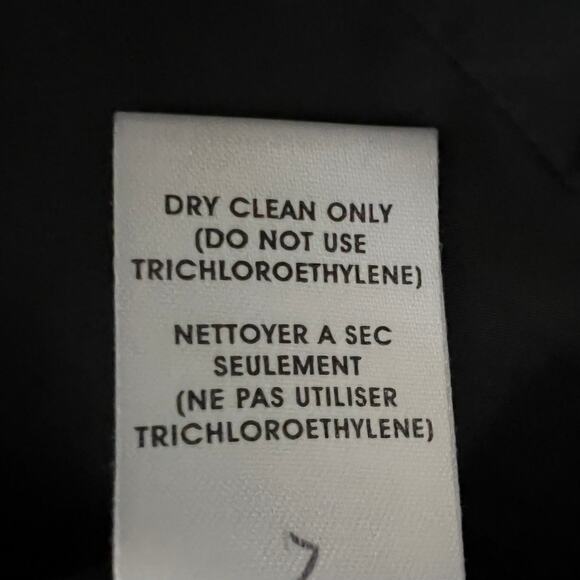 DRY CLEAN ONLY
(DO NOT USE
TRICHLOROETHYLENE)
NETTOYER A SEC
SEULEMENT
(NE PAS UTILISER
TRICHLOROETHYLENE)